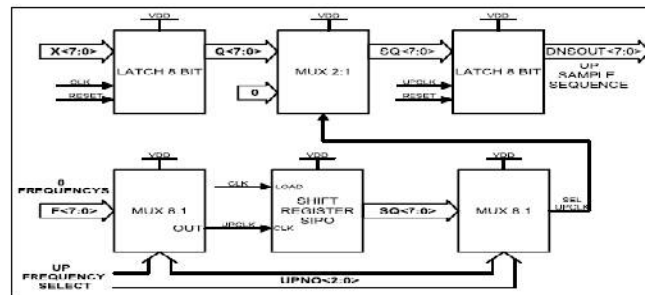 VDD
VDD
VDD
X<7:0>
Q<7:0>
SQ<7:0>
DNSOUT<7:0>
LATCH 8 BIT
MUX 2:1
LATCH 8 BIT
UP
SAMPLE
SEQUENCE
CLK
RESET
0
UPCLK
RESET
VDD
VDD
VDD
FREQUENCYS
F<7:0>
MUX 8.1
OUT
CLK
LOAD
UPCLK
CLK
SHIFT
REGISTER
SIPO
SQ<7:0>
MUX 8.1
SEL
UPCLK
UP
FREQUENCY
SELECT
UPNO<2:0>